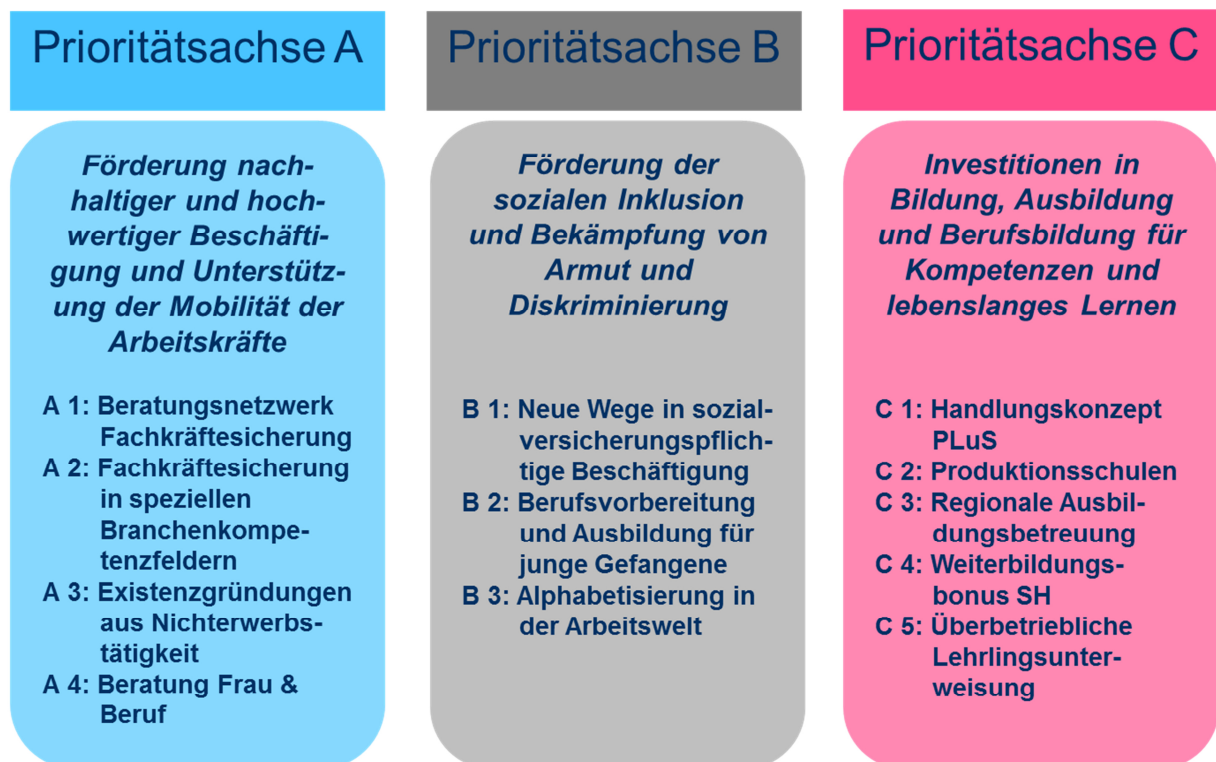 Prioritätsachse A
Förderung nach-
haltiger und hoch-
wertiger Beschäfti-
gung und Unterstütz-
ung der Mobilität der
Arbeitskräfte
A 1: Beratungsnetzwerk
Fachkräftesicherung
A 2: Fachkräftesicherung
in speziellen
Branchenkompe-
tenzfeldern
A 3: Existenzgründungen
aus Nichterwerbs-
tätigkeit
A 4: Beratung Frau &
Beruf
Prioritätsachse B
Förderung der
sozialen Inklusion
und Bekämpfung von
Armut und
Diskriminierung
B 1: Neue Wege in sozial-
versicherungspflich-
tige Beschäftigung
B 2: Berufsvorbereitung
und Ausbildung für
junge Gefangene
B 3: Alphabetisierung in
der Arbeitswelt
Prioritätsachse C
Investitionen in
Bildung, Ausbildung
und Berufsbildung für
Kompetenzen und
lebenslanges Lernen
C 1: Handlungskonzept
PLuS
C 2: Produktionsschulen
C 3: Regionale Ausbil-
dungsbetreuung
C 4: Weiterbildungs-
bonus SH
C 5: Überbetriebliche
Lehrlingsunter-
weisung